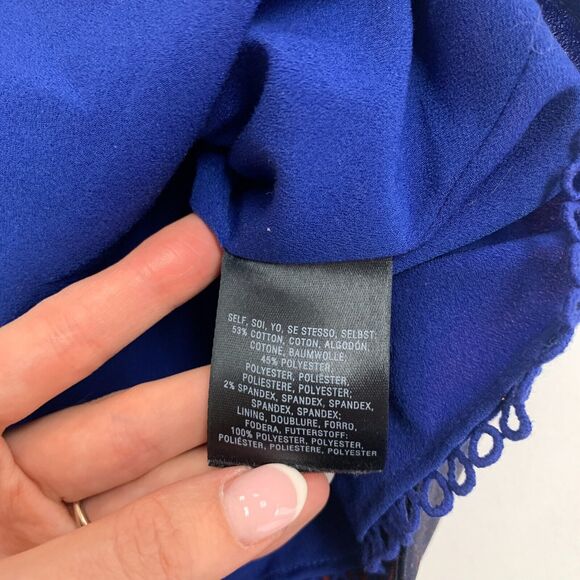 SELF, SOI, YO, SE STESSO, SELBST:
53% COTTON, COTON, ALGODÓN,
COTONE, BAUMWOLLE;
45% POLYESTER,
POLYESTER, POLIÉSTER,
POLIESTERE, POLYESTER;
2% SPANDEX, SPANDEX, SPANDEX,
SPANDEX, SPANDEX;
LINING, DOUBLURE, FORRO,
FODERA, FUTTERSTOFF:
100% POLYESTER, POLYESTER,
POLIÉSTER, POLIESTERE, POLYESTER